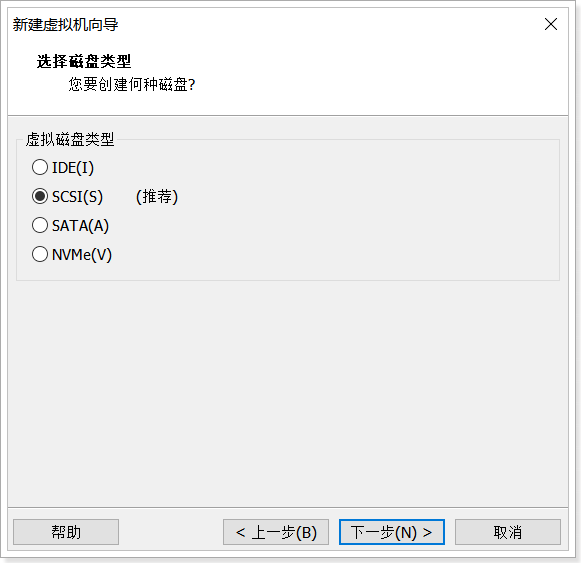 新建虚拟机向导
选择磁盘类型
您要创建何种磁盘?
虚拟磁盘类型
IDE(I)
SCSI(S) (推荐)
SATA(A)
NVMe(V)
帮助 < 上一步(B) 下一步(N) > 取消